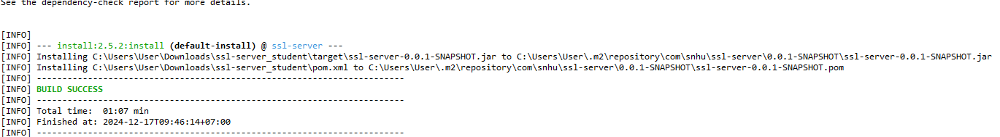 See the dependency-check report for more details.
[INFO]
[INFO] --- install:2.5.2:install (default-install) @ ssl-server ---
[INFO] Installing C:\Users\User\Downloads\ssl-server_student\target\ssl-server-0.0.1-SNAPSHOT.jar to C:\Users\User\.m2\repository\com\snhu\ssl-server\0.0.1-SNAPSHOT\ssl-server-0.0.1-SNAPSHOT.jar
[INFO] Installing C:\Users\User\Downloads\ssl-server_student\pom.xml to C:\Users\User\.m2\repository\com\snhu\ssl-server\0.0.1-SNAPSHOT\ssl-server-0.0.1-SNAPSHOT.pom
[INFO] ------------------------------------------------------------------------
[INFO] BUILD SUCCESS
[INFO] ------------------------------------------------------------------------
[INFO] Total time:  01:07 min
[INFO] Finished at: 2024-12-17T09:46:14+07:00
[INFO] ------------------------------------------------------------------------